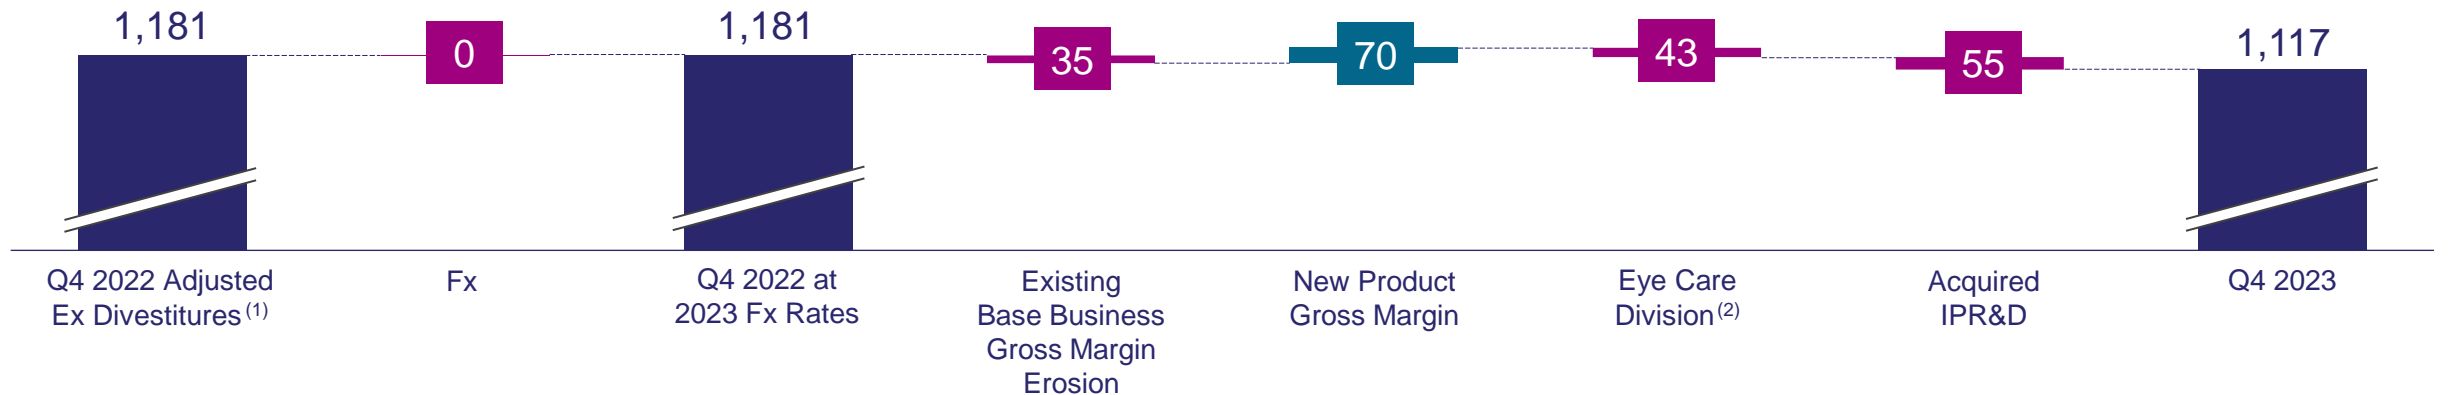 1,181
0
1,181
35
70
43
55
1,117
Q4 2022 Adjusted
Ex Divestitures (1)
Fx
Q4 2022 at
2023 Fx Rates
Existing
Base Business
Gross Margin
Erosion
New Product
Gross Margin
Eye Care
Division (2)
Acquired
IPR&D
Q4 2023